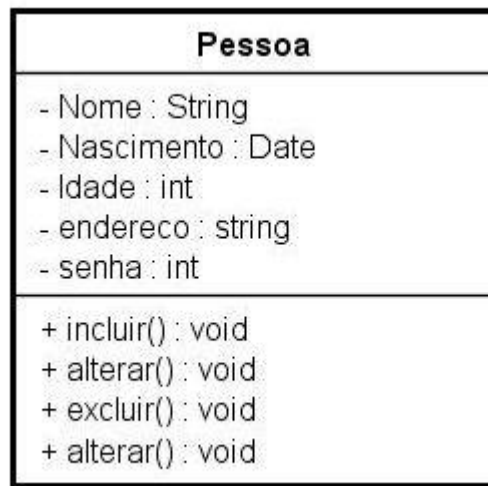 Pessoa
- Nome : String
- Nascimento : Date
- Idade : int
- endereco : string
- senha : int
+ incluir() : void
+ alterar() : void
+ excluir() : void
+ alterar() : void